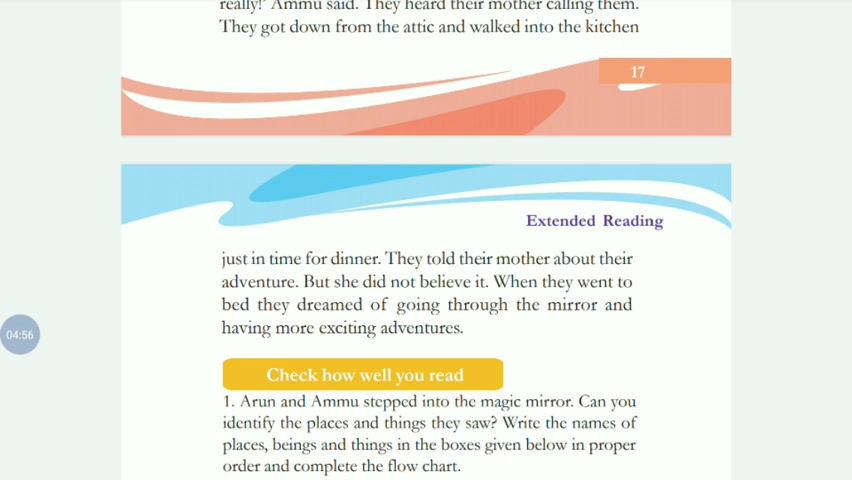 really!' Ammu said. They heard their mother calling them.
They got down from the attic and walked into the kitchen
17
Extended Reading
just in time for dinner. They told their mother about their
adventure. But she did not believe it. When they went to
bed they dreamed of going through the mirror and
having more exciting adventures.
04:56
Check how well you read
1. Arun and Ammu stepped into the magic mirror. Can you
identify the places and things they saw? Write the names of
places, beings and things in the boxes given below in proper
order and complete the flow chart.